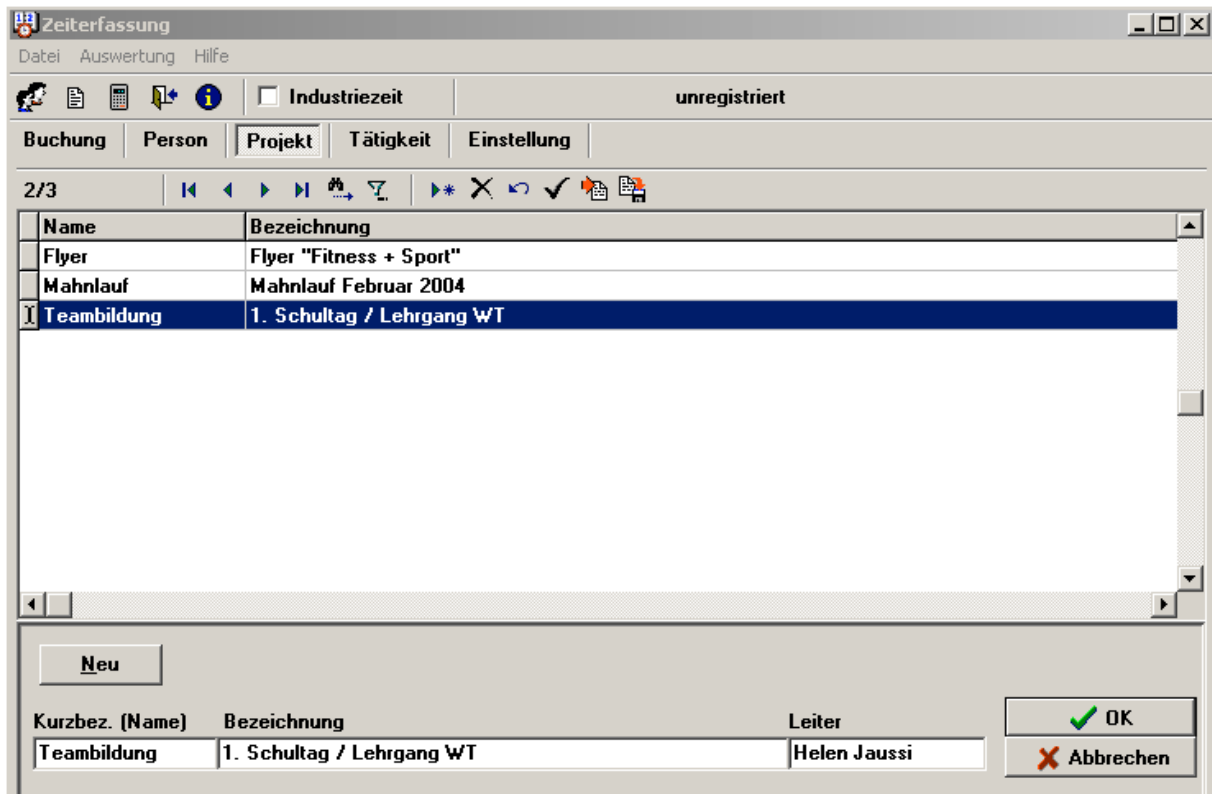 Zeiterfassung
Datei Auswertung Hilfe
Industriezeit unregistriert
Buchung Person Projekt Tätigkeit Einstellung
2/3
Name Bezeichnung
Flyer Flyer "Fitness + Sport"
Mahnlauf Mahnlauf Februar 2004
Teambildung 1. Schultag / Lehrgang WT
Neu
Kurzbez. (Name) Bezeichnung Leiter
Teambildung 1. Schultag / Lehrgang WT Helen Jaussi
OK
Abbrechen